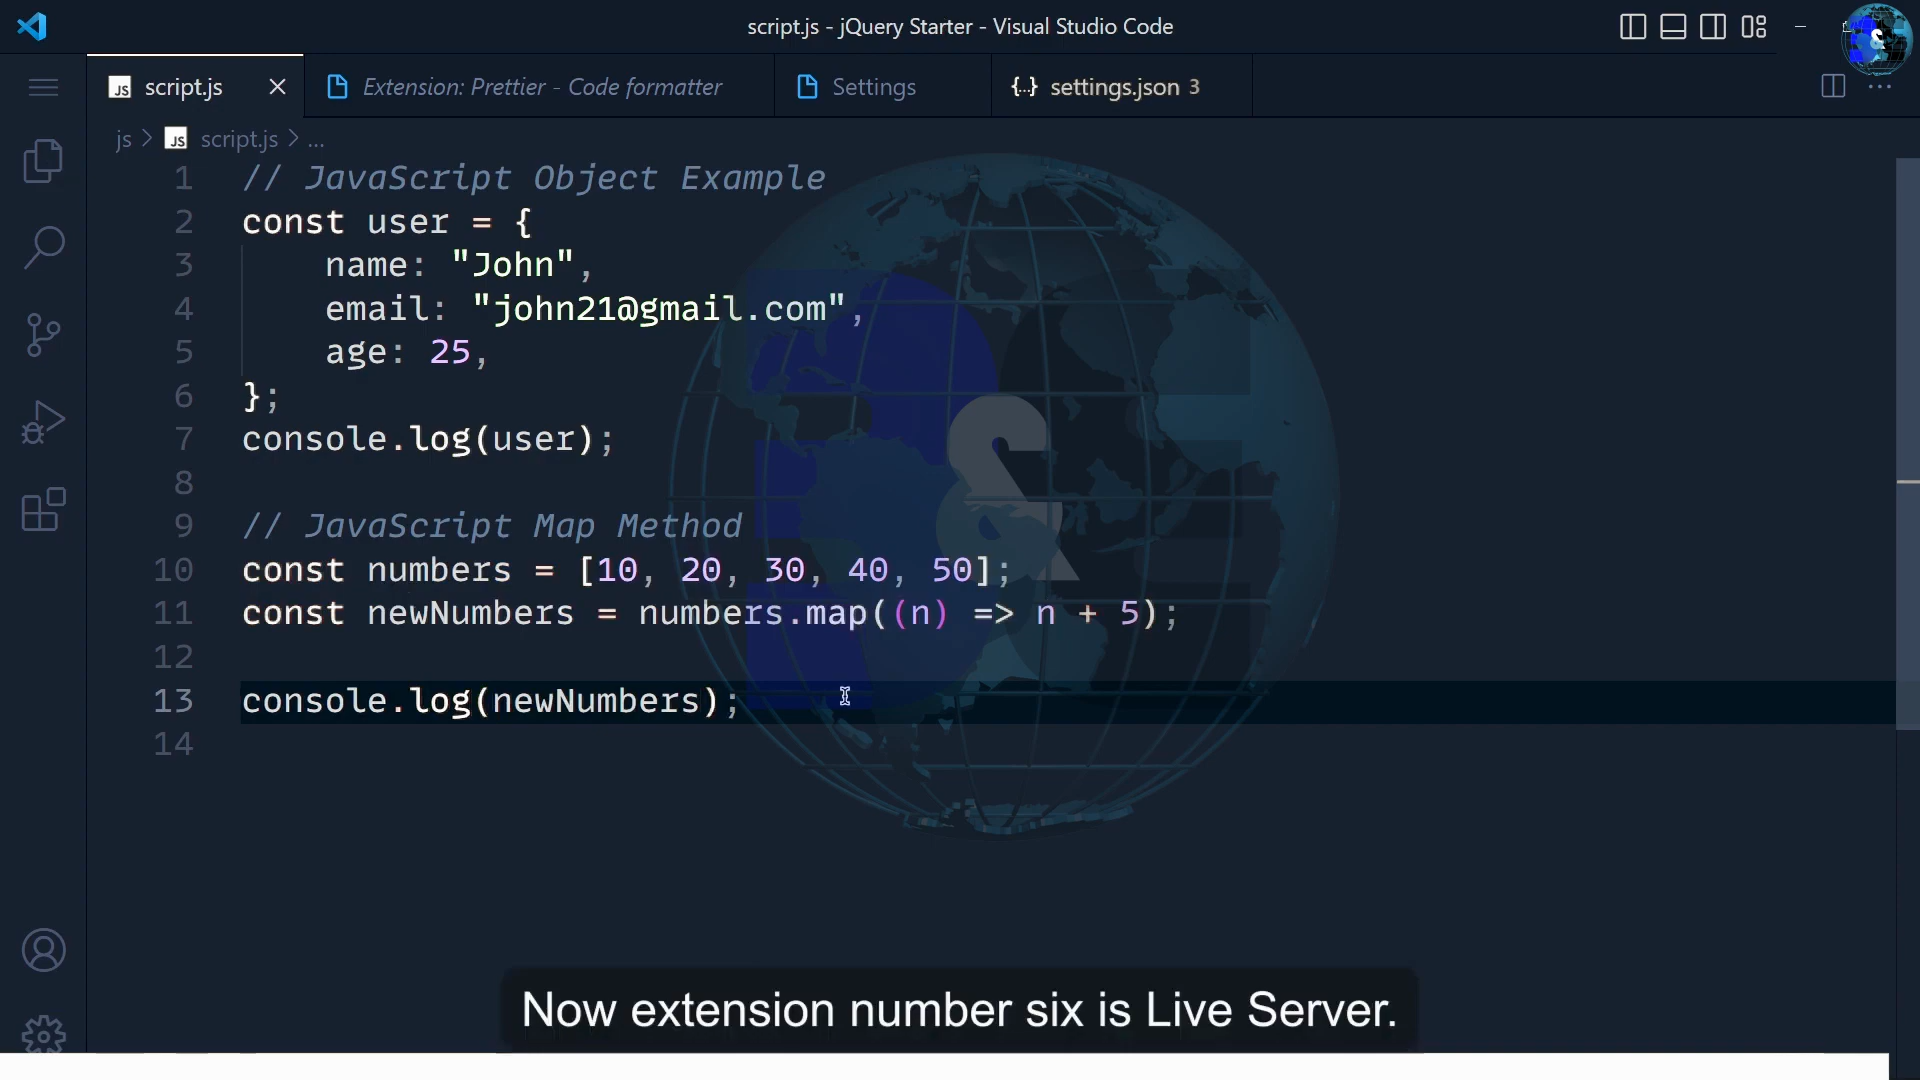 script.js - jQuery Starter - Visual Studio Code
JS script.js Extension: Prettier - Code formatter Settings {..} settings.json 3
js > JS script.js > ...
1 // JavaScript Object Example
2 const user = {
3 name: "John",
4 email: "john21@gmail.com",
5 age: 25,
6 };
7 console.log(user);
8
9 // JavaScript Map Method
10 const numbers = [10, 20, 30, 40, 50];
11 const newNumbers = numbers.map((n) => n + 5);
12
13 console.log(newNumbers);
14
&
Now extension number six is Live Server.